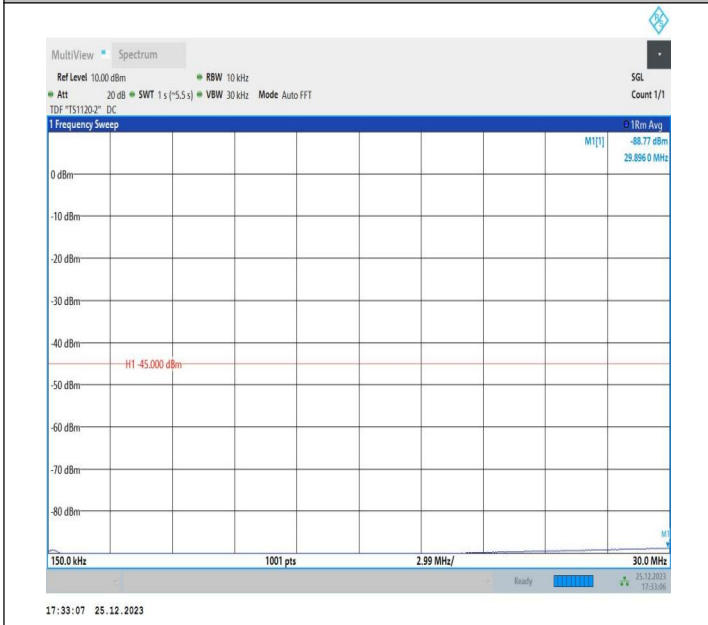 R S
MultiView Spectrum
Ref Level 10.00 dBm RBW 10 kHz SGL
Att 20 dB SWT 1 s (~5.5 s) VBW 30 kHz Mode Auto FFT Count 1/1
TDF "TS1120-2" DC
1 Frequency Sweep 1Rm Avg
M1[1] -88.77 dBm
29.896 0 MHz
0 dBm
-10 dBm
-20 dBm
-30 dBm
-40 dBm
H1 -45.000 dBm
-50 dBm
-60 dBm
-70 dBm
-80 dBm
M1
150.0 kHz 1001 pts 2.99 MHz/ 30.0 MHz
Ready 25.12.2023
17:33:06
17:33:07 25.12.2023